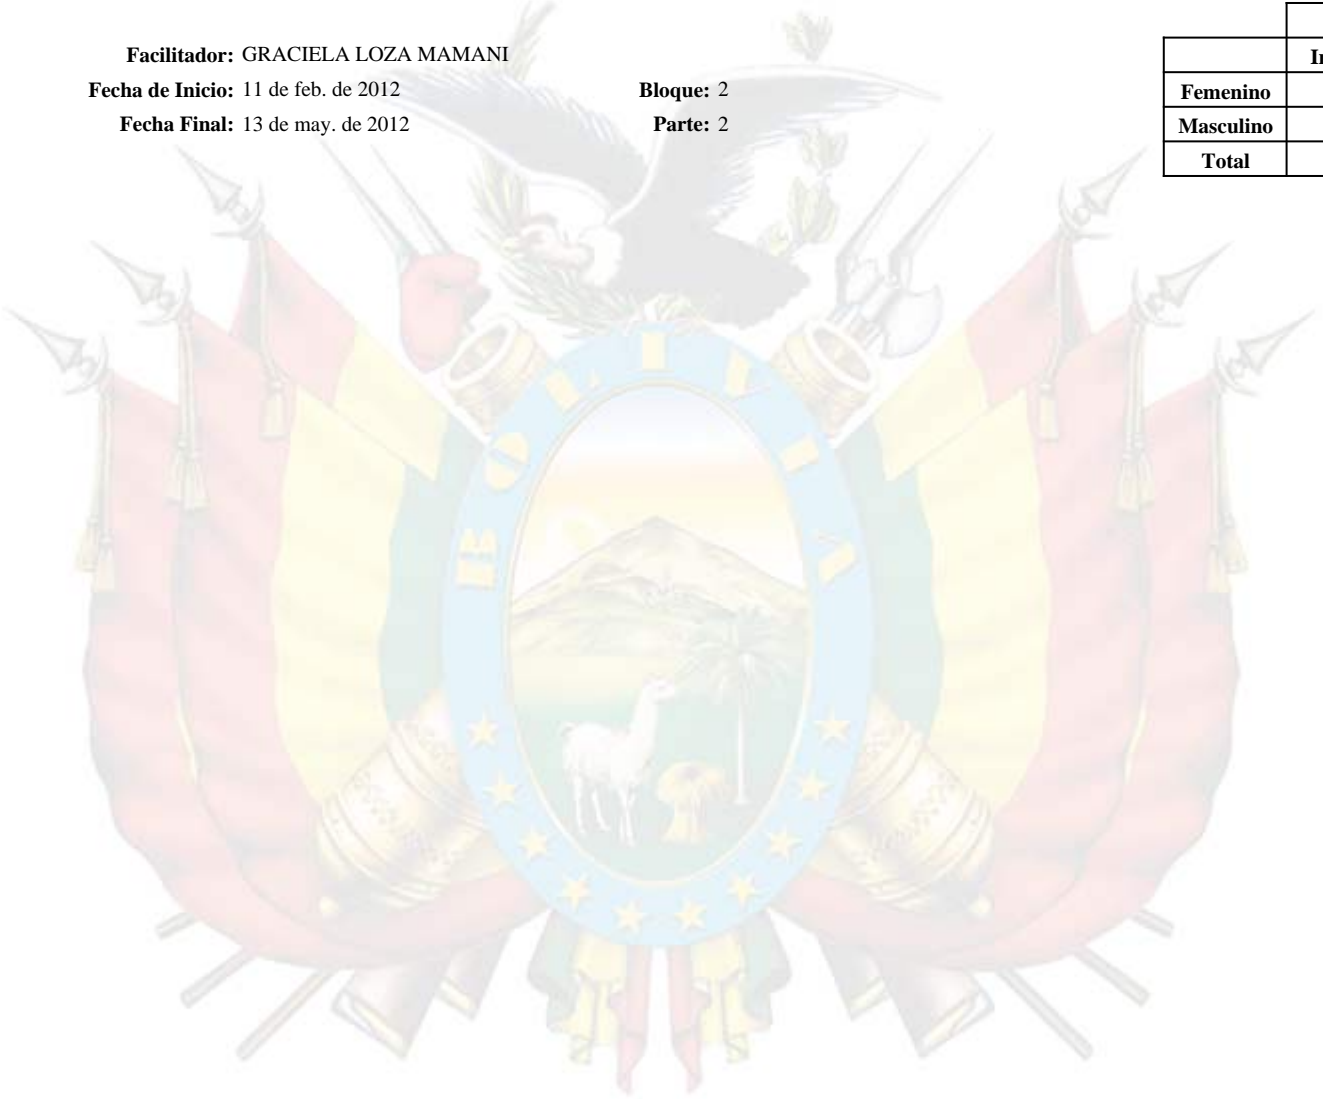 Facilitador: GRACIELA LOZA MAMANI
Fecha de Inicio: 11 de feb. de 2012 Bloque: 2
Fecha Final: 13 de may. de 2012 Parte: 2
Femenino
Masculino
Total
BOLIVIA